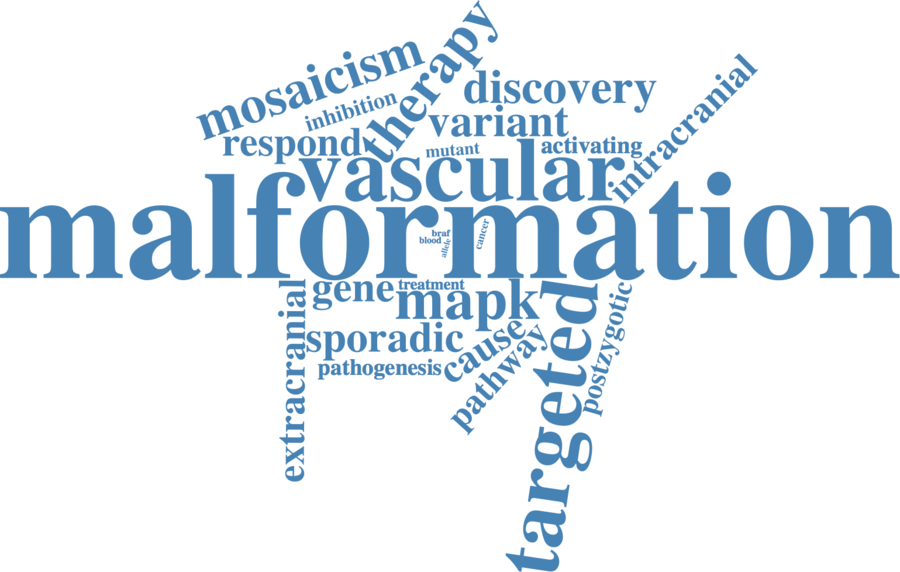 therapy
mosaicism
discovery
intracranial
inhibition
variant
respond
activating
mutant
vascular
malformation
braf
blood
allele
cancer
gene
treatment
mapk
targeted
postzygotic
extracranial
sporadic
cause
pathway
pathogenesis